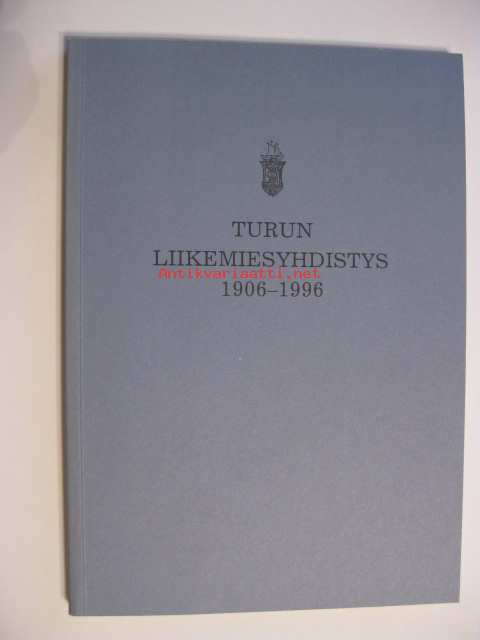 TURUN
LIIKEMIESYHDISTYS
Antikvariaatti.net
1906–1996